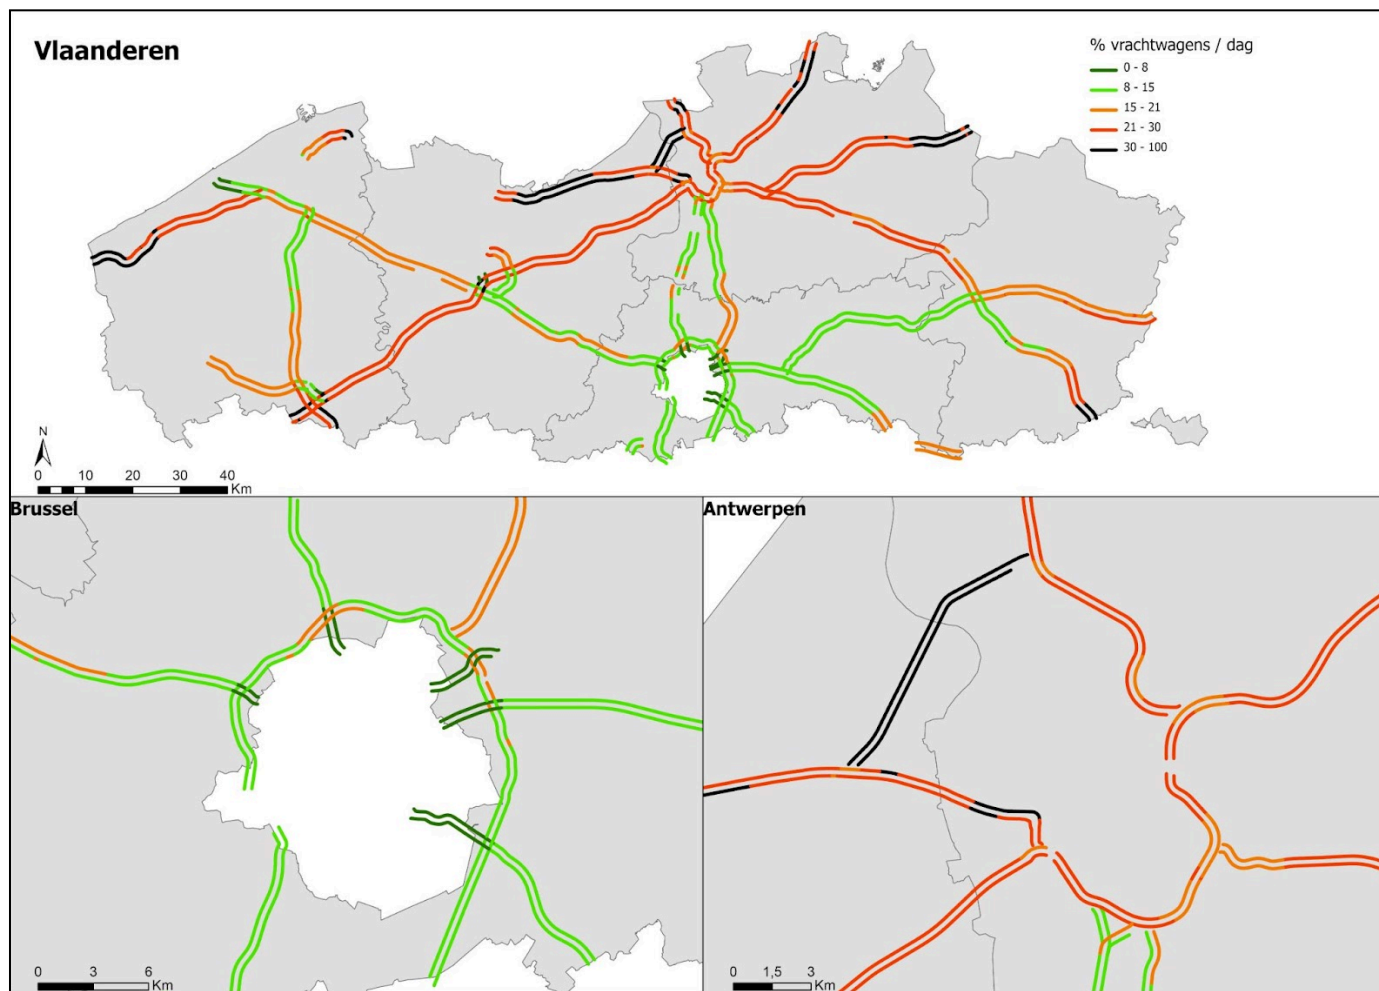 Vlaanderen
% vrachtwagens / dag
0 - 8
8 - 15
15 - 21
21 - 30
30 - 100
N
0 10 20 30 40
Km
Brussel
0 3 6
Km
Antwerpen
0 1,5 3
Km